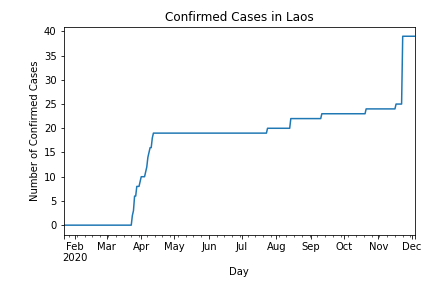 Confirmed Cases in Laos
40
35
30
25
20
15
10
5
0
Number of Confirmed Cases
Feb Mar Apr May Jun Jul Aug Sep Oct Nov Dec
2020
Day